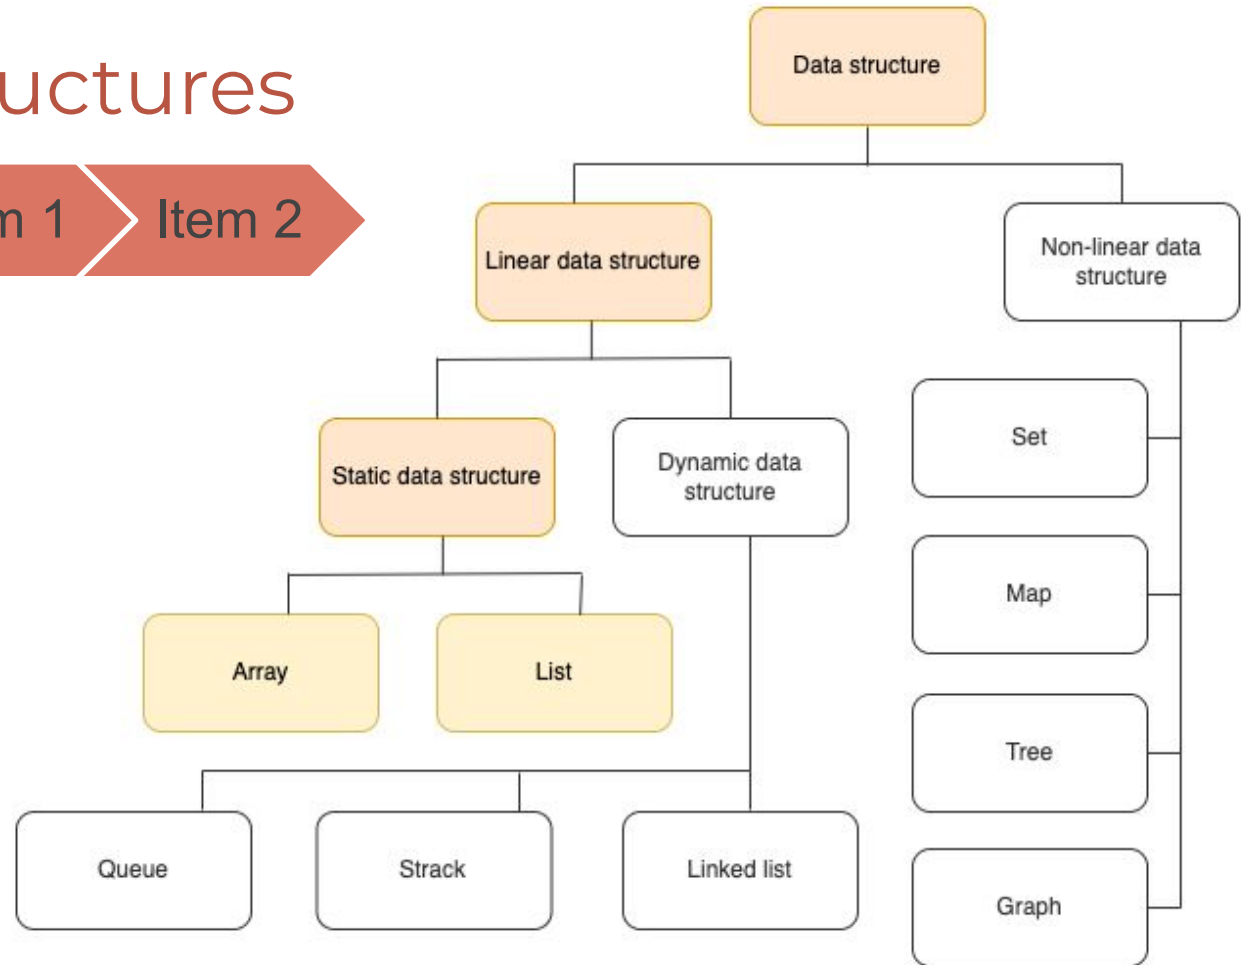 uctures
m 1
Item 2
Data structure
Linear data structure
Non-linear data
structure
Static data structure
Dynamic data
structure
Set
Map
Array
List
Tree
Queue
Strack
Linked list
Graph